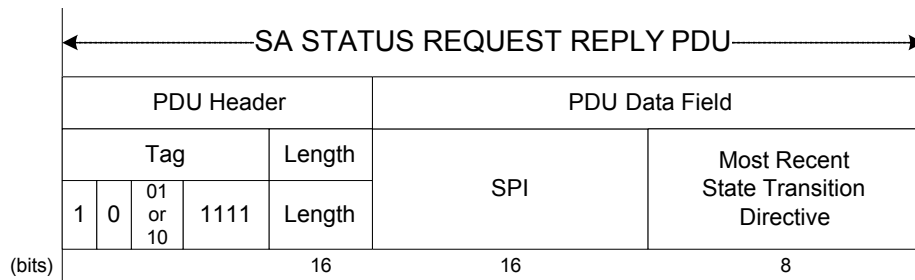 SA STATUS REQUEST REPLY PDU
PDU Header PDU Data Field
Tag Length
SPI
Most Recent
State Transition
Directive
1 0 01 or 10 1111 Length
(bits) 16 16 8